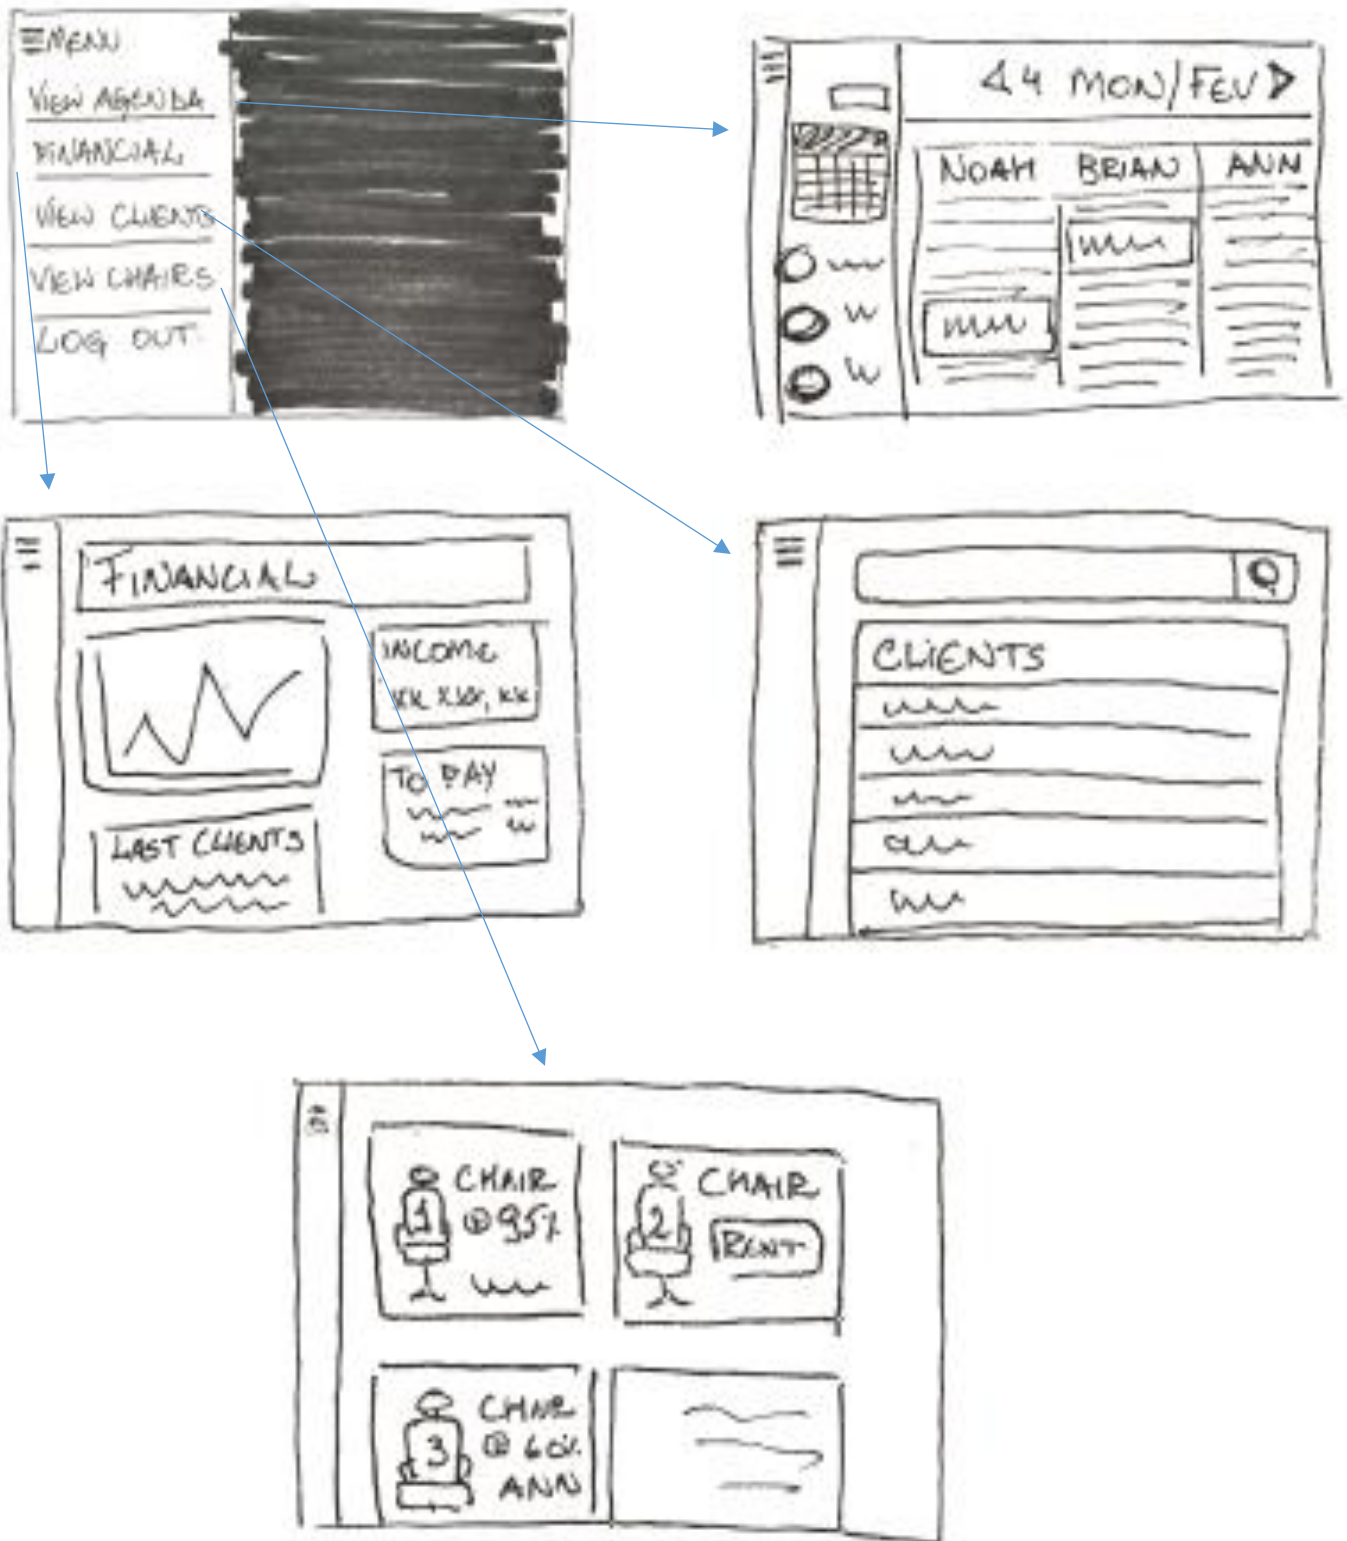 MENU
VIEW AGENDA
FINANCIAL
VIEW CLIENTS
VIEW CHAIRS
LOG OUT
4 MON/FEV
NOAH BRIAN ANN
FINANCIAL
INCOME
TO PAY
LAST CLIENTS
CLIENTS
CHAIR
1 @ 95%
CHAIR
2 RENT
CHAIR
3 @ 60%
ANN